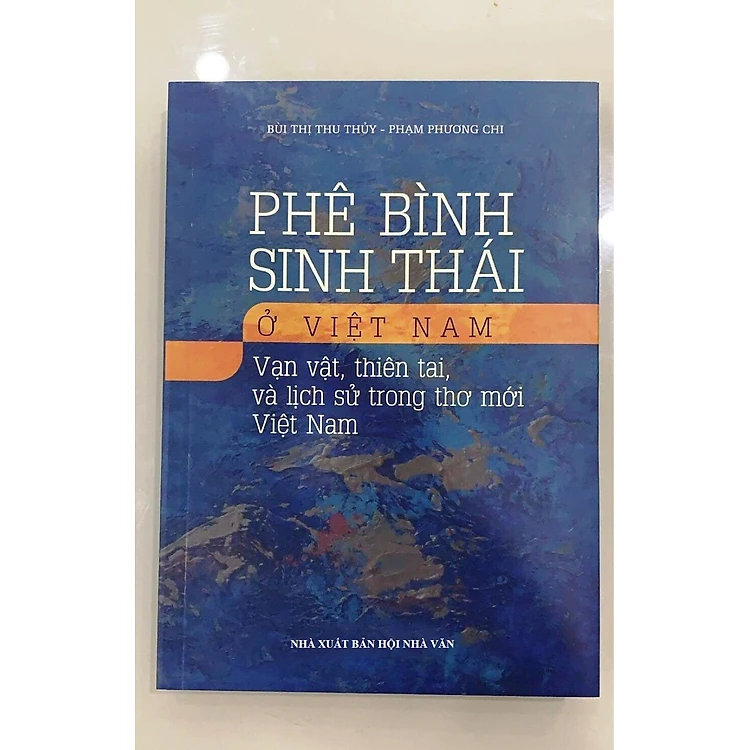 BÙI THỊ THU THỦY - PHẠM PHƯƠNG CHI
PHÊ BÌNH
SINH THÁI
Ở VIỆT NAM
Vạn vật, thiên tai,
và lịch sử trong thơ mới
Việt Nam
NHÀ XUẤT BẢN HỘI NHÀ VĂN